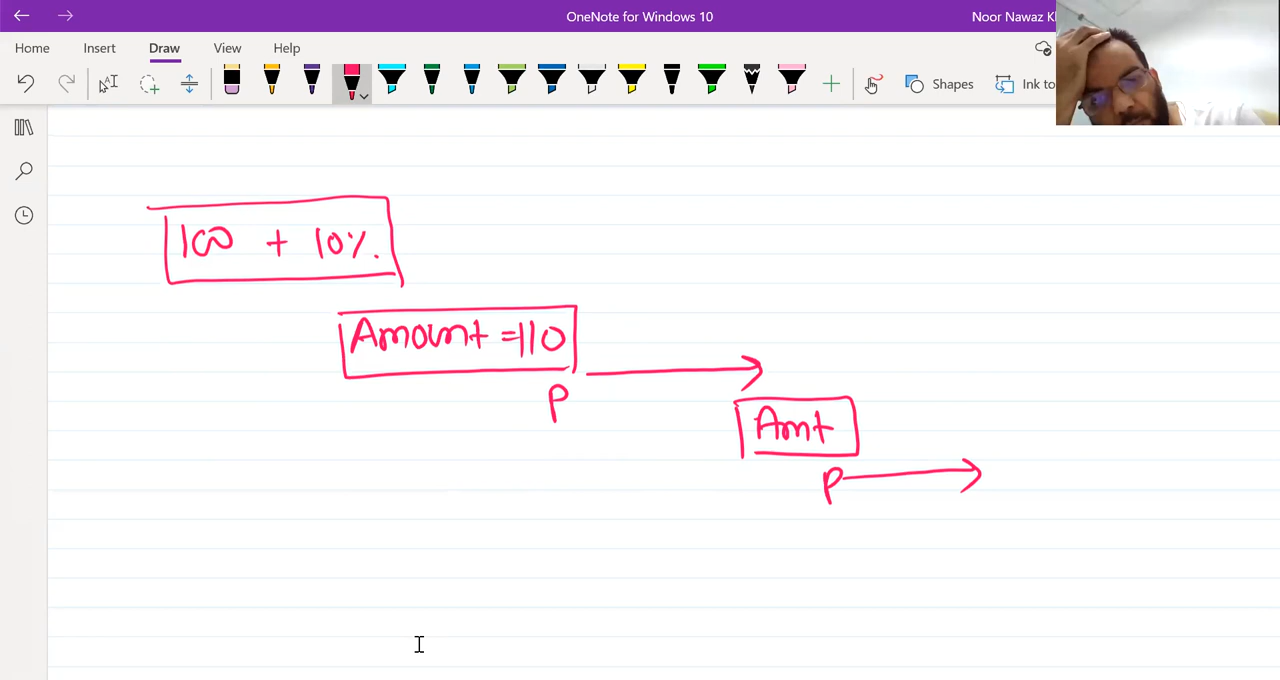 OneNote for Windows 10
Noor Nawaz
Home Insert Draw View Help
Shapes
Ink to
100 + 10%.
Amount = 110
P
Amt
P